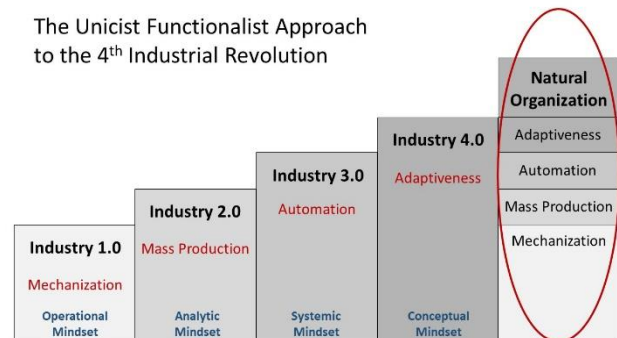 The Unicist Functionalist Approach
to the 4th Industrial Revolution
Industry 1.0
Mechanization
Operational
Mindset
Industry 2.0
Mass Production
Analytic
Mindset
Industry 3.0
Automation
Systemic
Mindset
Industry 4.0
Adaptiveness
Conceptual
Mindset
Natural
Organization
Adaptiveness
Automation
Mass Production
Mechanization